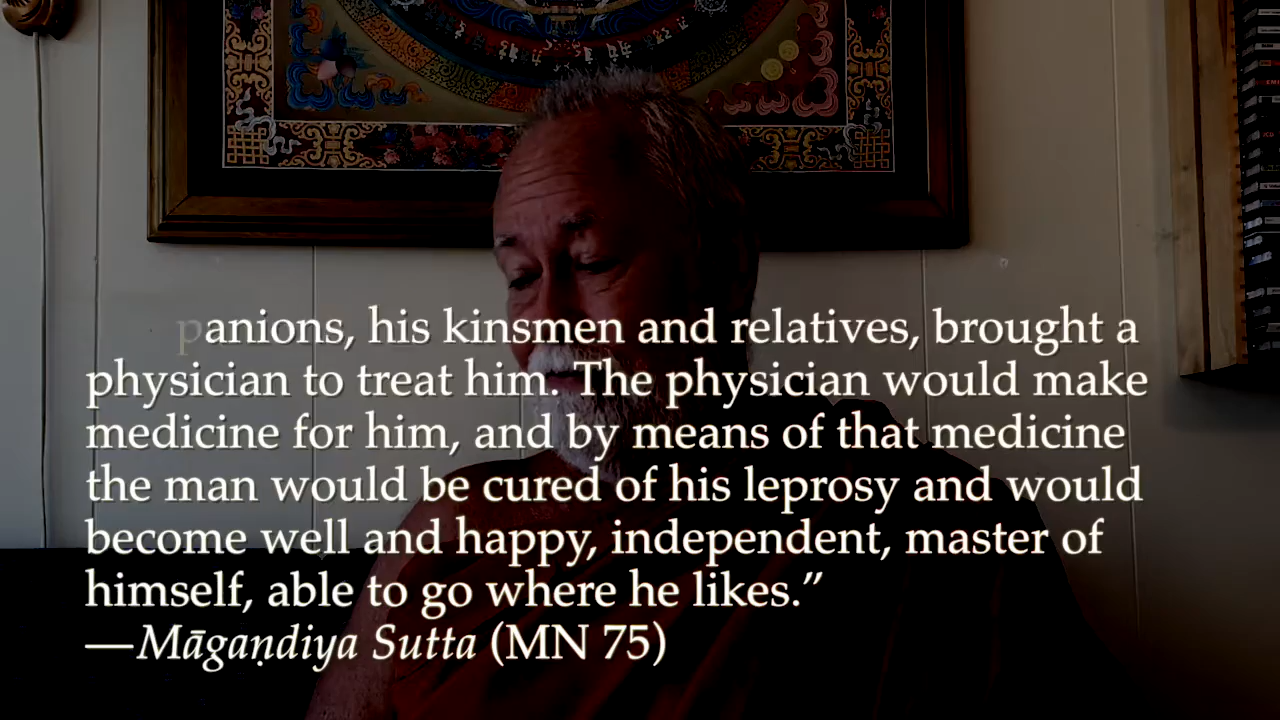 panions, his kinsmen and relatives, brought a
physician to treat him. The physician would make
medicine for him, and by means of that medicine
the man would be cured of his leprosy and would
become well and happy, independent, master of
himself, able to go where he likes.”
—Māgaṇḍiya Sutta (MN 75)